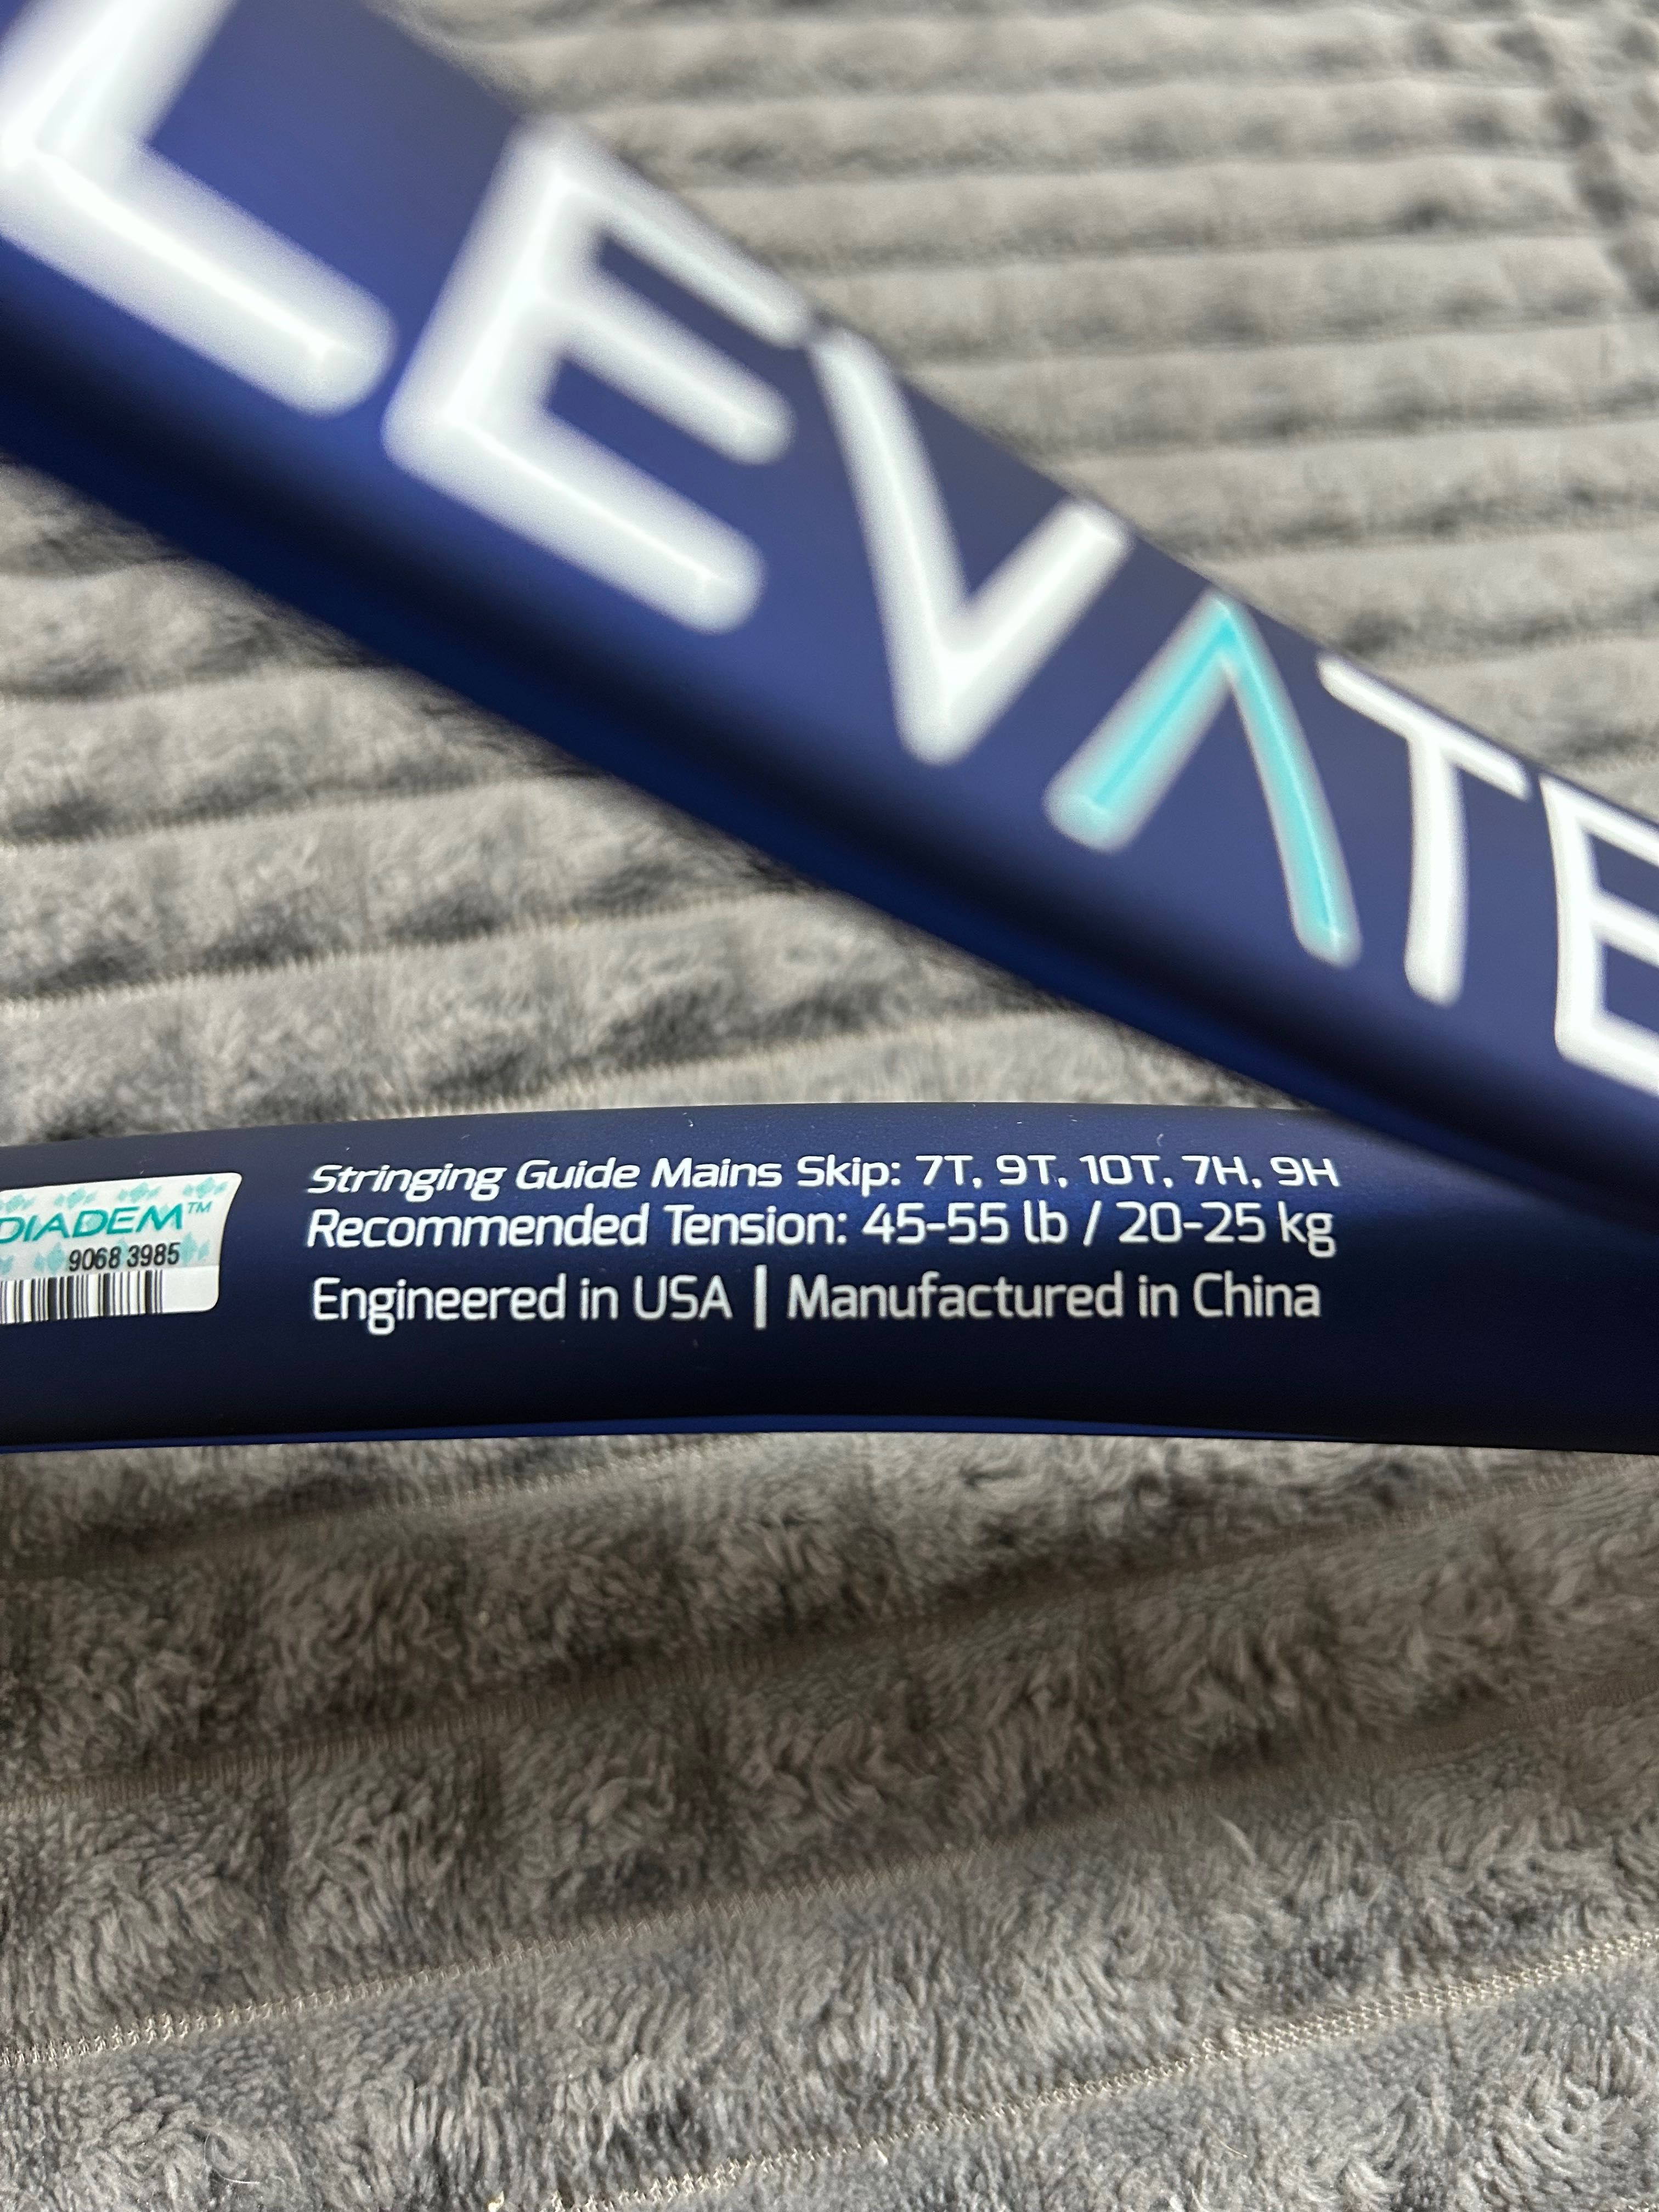 LEVATE
DIADEM™
9068 3985
Stringing Guide Mains Skip: 7T, 9T, 10T, 7H, 9H
Recommended Tension: 45-55 lb / 20-25 kg
Engineered in USA | Manufactured in China